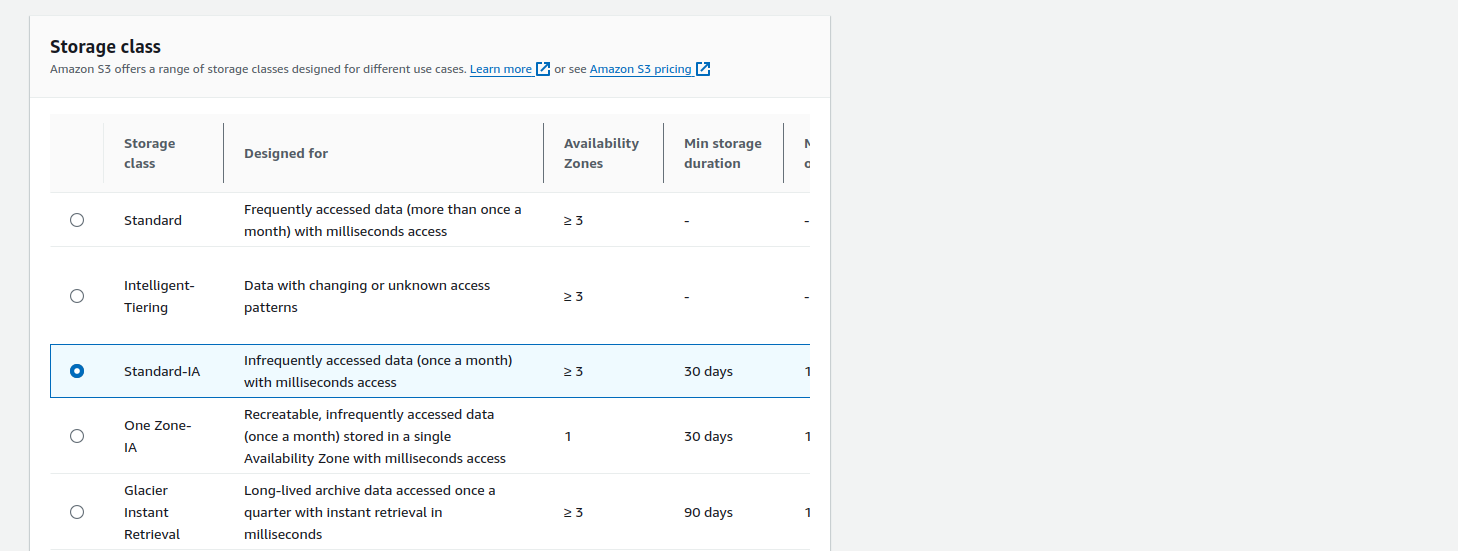 Storage class
Amazon S3 offers a range of storage classes designed for different use cases. Learn more or see Amazon S3 pricing
Storage class
Designed for
Availability Zones
Min storage duration
Standard
Frequently accessed data (more than once a
month) with milliseconds access
≥ 3
-
-
Intelligent-
Tiering
Data with changing or unknown access
patterns
≥ 3
-
-
Standard-IA
Infrequently accessed data (once a month)
with milliseconds access
≥ 3
30 days
1
One Zone-
IA
Recreatable, infrequently accessed data
(once a month) stored in a single
Availability Zone with milliseconds access
1
30 days
1
Glacier
Instant
Retrieval
Long-lived archive data accessed once a
quarter with instant retrieval in
milliseconds
≥ 3
90 days
1